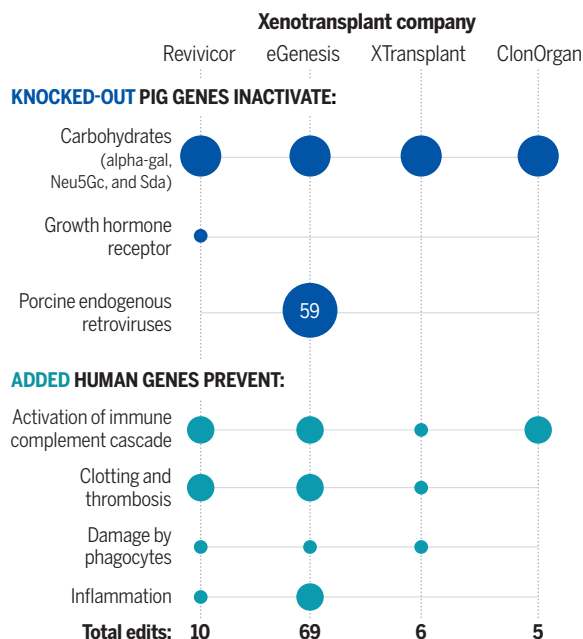 Xenotransplant company
Revivicor eGenesis XTransplant ClonOrgan
KNOCKED-OUT PIG GENES INACTIVATE:
Carbohydrates
(alpha-gal,
Neu5Gc, and Sda)
Growth hormone
receptor
Porcine endogenous
retroviruses
59
ADDED HUMAN GENES PREVENT:
Activation of immune
complement cascade
Clotting and
thrombosis
Damage by
phagocytes
Inflammation
Total edits: 10 69 6 5